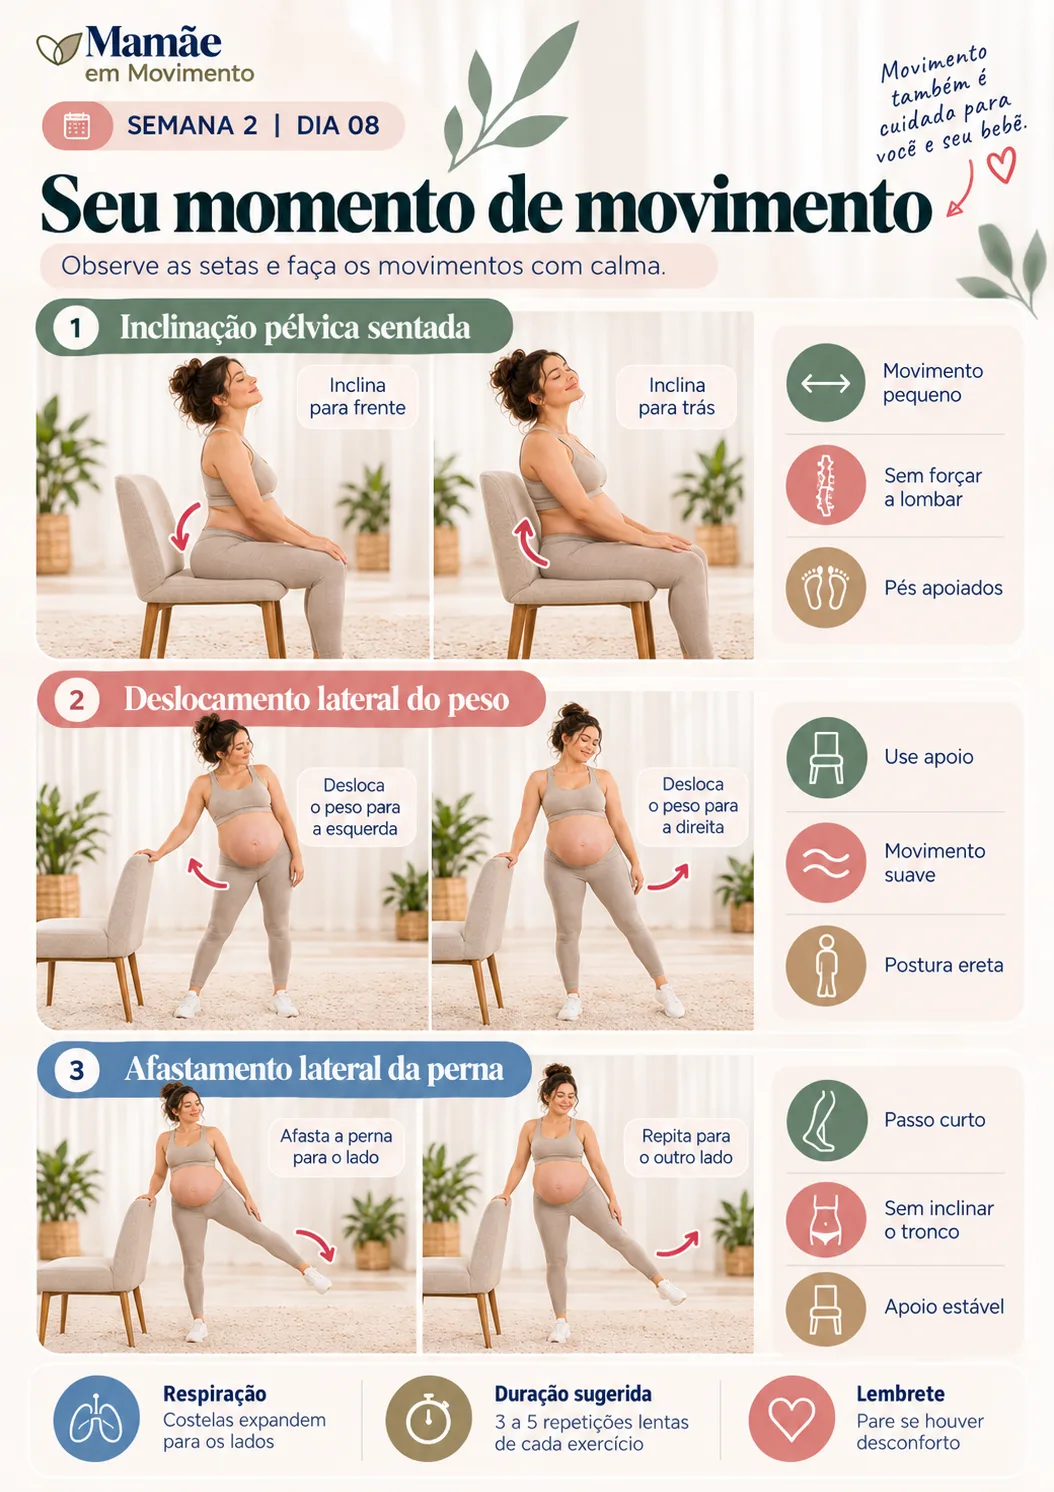 Mamãe
em Movimento
SEMANA 2 | DIA 08
Movimento
também é
cuidada para
você e seu bebê.
Seu momento de movimento
Observe as setas e faça os movimentos com calma.
1 Inclinação pélvica sentada
Inclina
para frente
Inclina
para trás
Movimento
pequeno
Sem forçar
a lombar
Pés apoiados
2 Deslocamento lateral do peso
Desloca
o peso para
a esquerda
Desloca
o peso para
a direita
Use apoio
Movimento
suave
Postura ereta
3 Afastamento lateral da perna
Afasta a perna
para o lado
Repita para
o outro lado
Passo curto
Sem inclinar
o tronco
Apoio estável
Respiração
Costelas expandem
para os lados
Duração sugerida
3 a 5 repetições lentas
de cada exercício
Lembrete
Pare se houver
desconforto